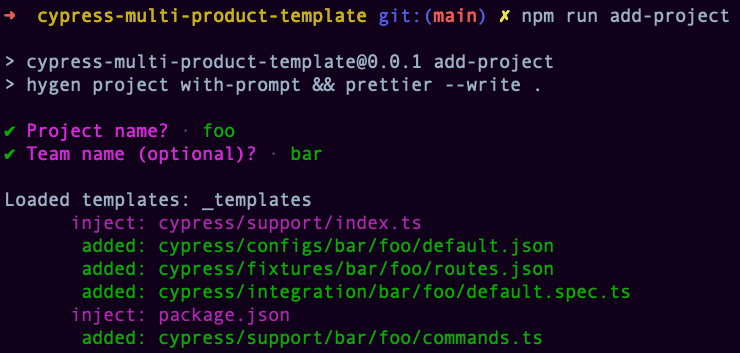 ➜  cypress-multi-product-template git:(main) ✗ npm run add-project
> cypress-multi-product-template@0.0.1 add-project
> hygen project with-prompt && prettier --write .
✔ Project name? · foo
✔ Team name (optional)? · bar
Loaded templates: _templates
inject: cypress/support/index.ts
added: cypress/configs/bar/foo/default.json
added: cypress/fixtures/bar/foo/routes.json
added: cypress/integration/bar/foo/default.spec.ts
inject: package.json
added: cypress/support/bar/foo/commands.ts